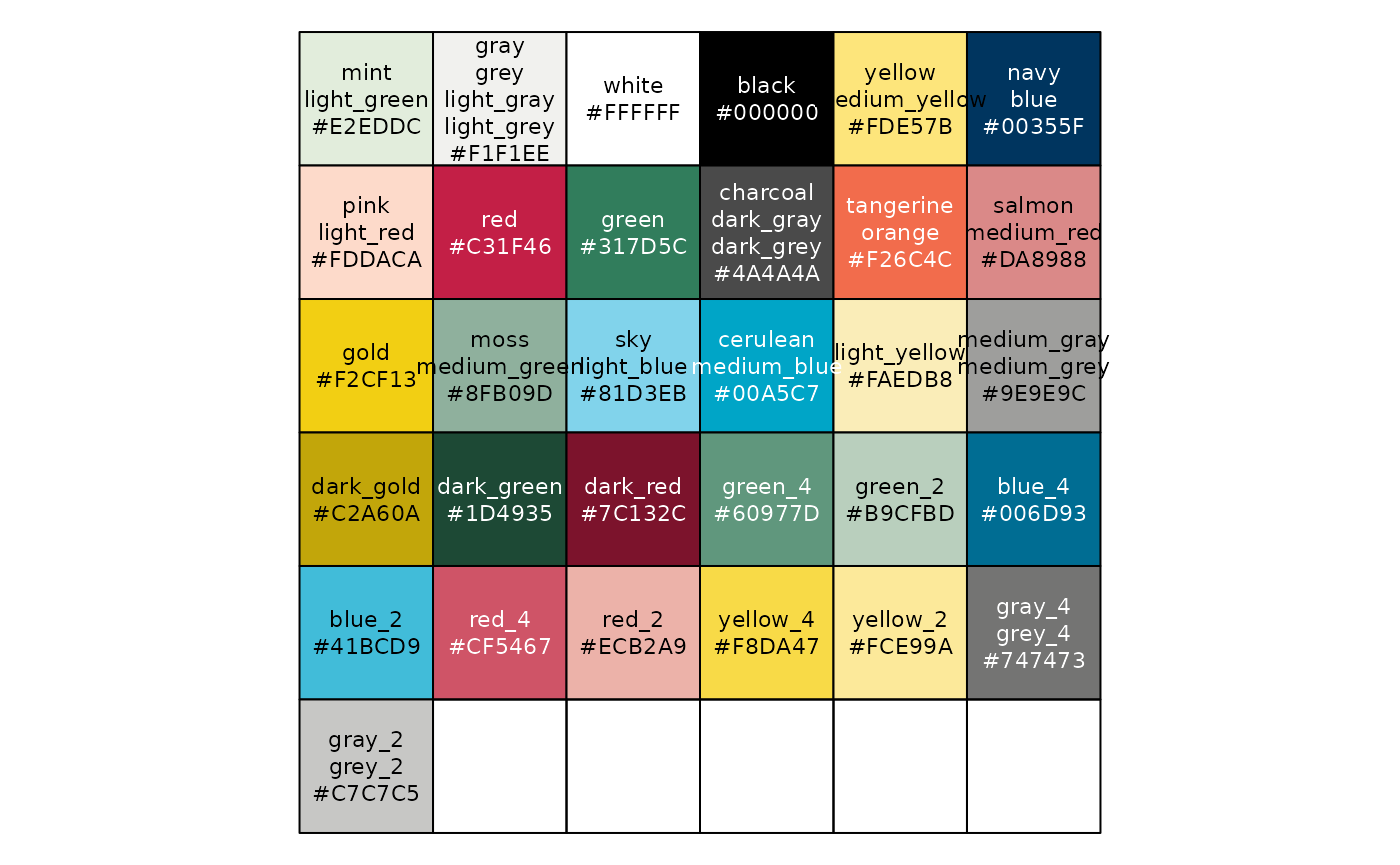 mint
light_green
#E2EDDC
gray
grey
light_gray
light_grey
#F1F1EE
white
#FFFFFF
black
#000000
yellow
edium_yellow
#FDE57B
navy
blue
#00355F
pink
light_red
#FDDACA
red
#C31F46
green
#317D5C
charcoal
dark_gray
dark_grey
#4A4A4A
tangerine
orange
#F26C4C
salmon
medium_red
#DA8988
gold
#F2CF13
moss
medium_green
#8FB09D
sky
light_blue
#81D3EB
cerulean
medium_blue
#00A5C7
light_yellow
#FAEDB8
medium_gray
medium_grey
#9E9E9C
dark_gold
#C2A60A
dark_green
#1D4935
dark_red
#7C132C
green_4
#60977D
green_2
#B9CFBD
blue_4
#006D93
blue_2
#41BCD9
red_4
#CF5467
red_2
#ECB2A9
yellow_4
#F8DA47
yellow_2
#FCE99A
gray_4
grey_4
#747473
gray_2
grey_2
#C7C7C5